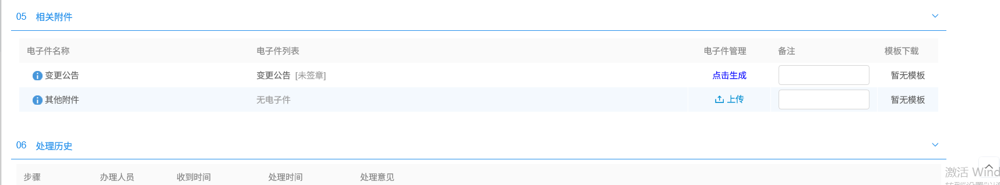 05 相关附件
电子件名称 电子件列表 电子件管理 备注 模板下载
变更公告 变更公告 [未签章] 点击生成 暂无模板
其他附件 无电子件 上传 暂无模板
06 处理历史
步骤 办理人员 收到时间 处理时间 处理意见
激活 Wind